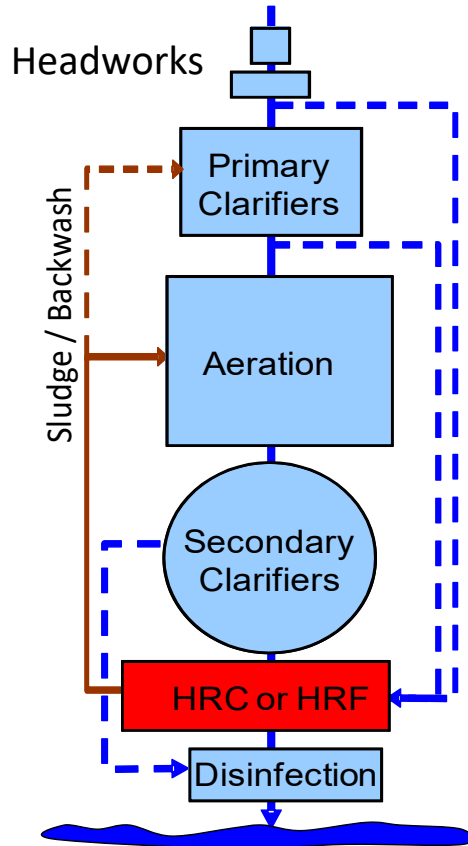 Headworks
Primary
Clarifiers
Sludge / Backwash
Aeration
Secondary
Clarifiers
HRC or HRF
Disinfection